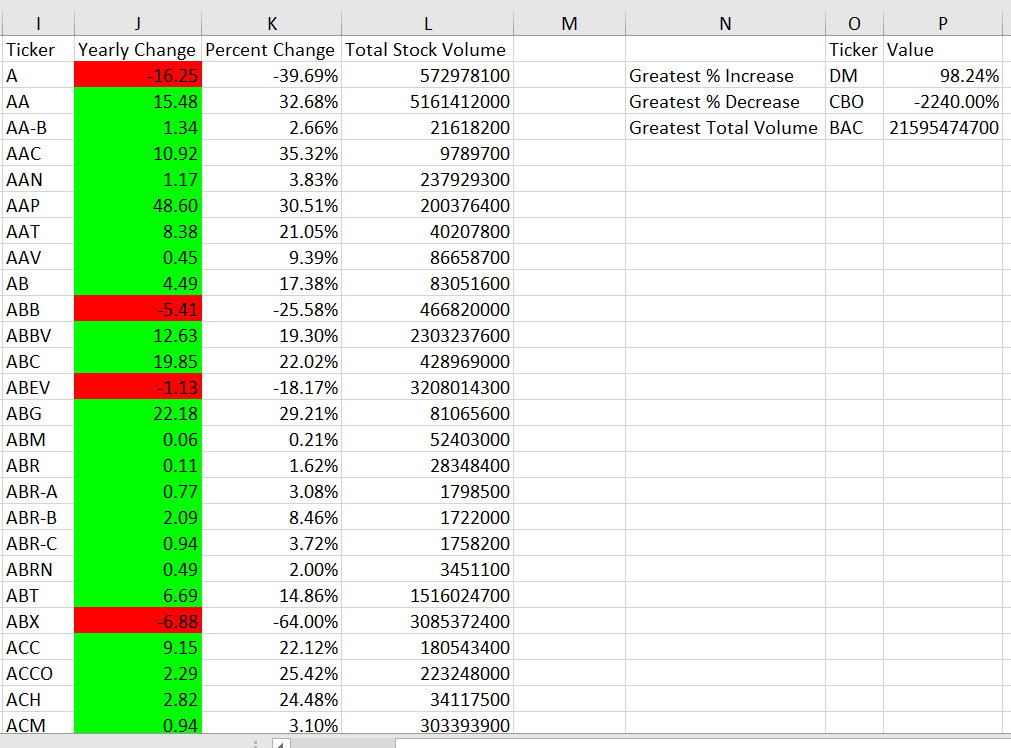 I J K L M N O P
Ticker Yearly Change Percent Change Total Stock Volume Ticker Value
A -16.25 -39.69% 572978100 Greatest % Increase DM 98.24%
AA 15.48 32.68% 5161412000 Greatest % Decrease CBO -2240.00%
AA-B 1.34 2.66% 21618200 Greatest Total Volume BAC 21595474700
AAC 10.92 35.32% 9789700
AAN 1.17 3.83% 237929300
AAP 48.60 30.51% 200376400
AAT 8.38 21.05% 40207800
AAV 0.45 9.39% 86658700
AB 4.49 17.38% 83051600
ABB -5.41 -25.58% 466820000
ABBV 12.63 19.30% 2303237600
ABC 19.85 22.02% 428969000
ABEV -1.13 -18.17% 3208014300
ABG 22.18 29.21% 81065600
ABM 0.06 0.21% 52403000
ABR 0.11 1.62% 28348400
ABR-A 0.77 3.08% 1798500
ABR-B 2.09 8.46% 1722000
ABR-C 0.94 3.72% 1758200
ABRN 0.49 2.00% 3451100
ABT 6.69 14.86% 1516024700
ABX -6.88 -64.00% 3085372400
ACC 9.15 22.12% 180543400
ACCO 2.29 25.42% 223248000
ACH 2.82 24.48% 34117500
ACM 0.94 3.10% 303393900